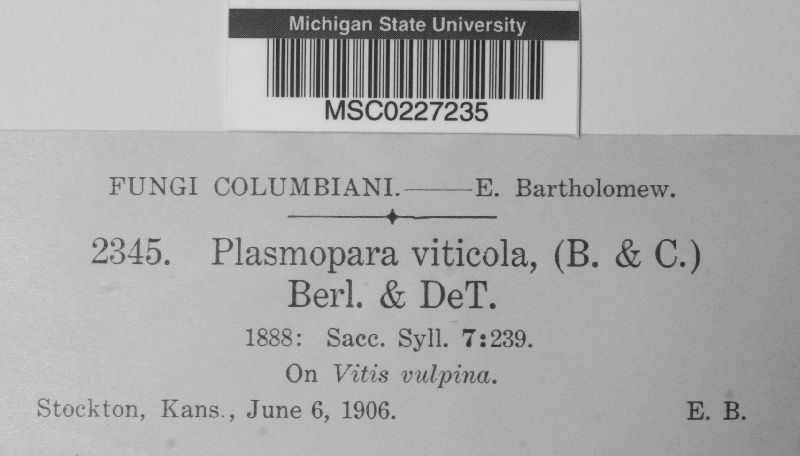 Michigan State University
MSC0227235
FUNGI COLUMBIANI.——E. Bartholomew.
2345. Plasmopara viticola, (B. & C.)
Berl. & DeT.
1888: Sacc. Syll. 7:239.
On Vitis vulpina.
Stockton, Kans., June 6, 1906. E. B.